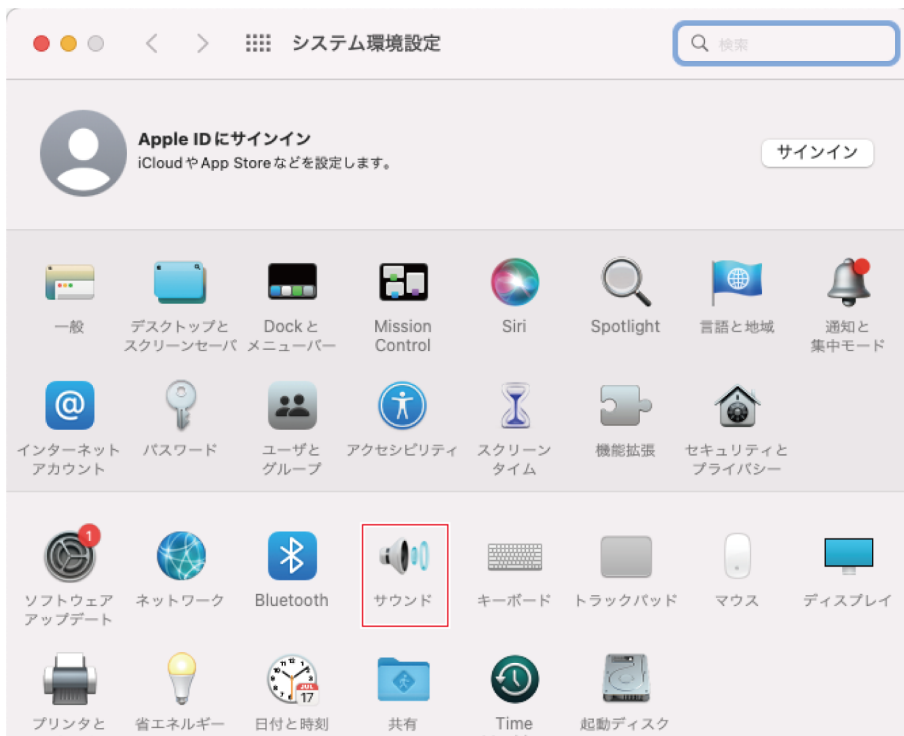 システム環境設定
検索
Apple IDにサインイン
iCloudやApp Storeなどを設定します。
サインイン
一般
デスクトップと
スクリーンセーバ
Dockと
メニューバー
Mission
Control
Siri
Spotlight
言語と地域
通知と
集中モード
インターネット
アカウント
パスワード
ユーザと
グループ
アクセシビリティ
スクリーン
タイム
機能拡張
セキュリティと
プライバシー
1
ソフトウェア
アップデート
ネットワーク
Bluetooth
サウンド
キーボード
トラックパッド
マウス
ディスプレイ
プリンタと
省エネルギー
JUL
17
日付と時刻
共有
Time
起動ディスク